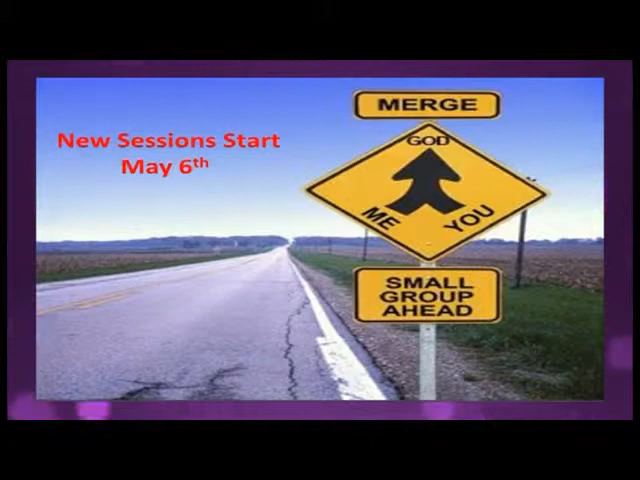 New Sessions Start
May 6th
MERGE
GOD
ME YOU
SMALL
GROUP
AHEAD